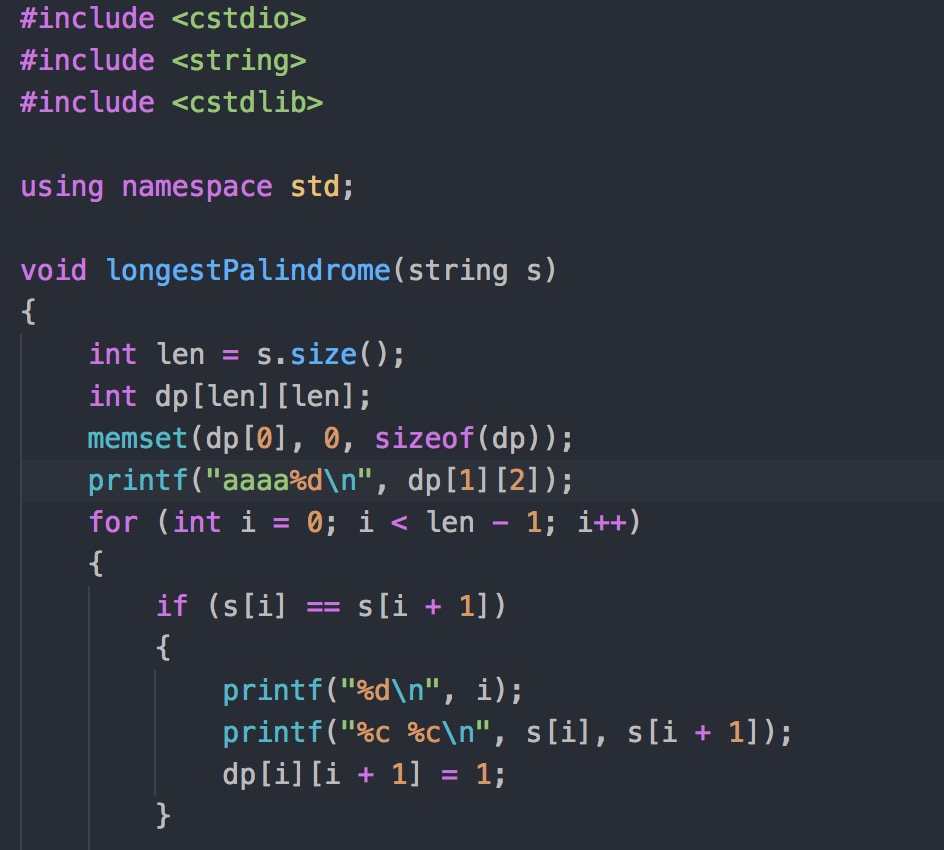 #include <cstdio>
#include <string>
#include <cstdlib>

using namespace std;

void longestPalindrome(string s)
{
    int len = s.size();
    int dp[len][len];
    memset(dp[0], 0, sizeof(dp));
    printf("aaaa%d\n", dp[1][2]);
    for (int i = 0; i < len - 1; i++)
    {
        if (s[i] == s[i + 1])
        {
            printf("%d\n", i);
            printf("%c %c\n", s[i], s[i + 1]);
            dp[i][i + 1] = 1;
        }